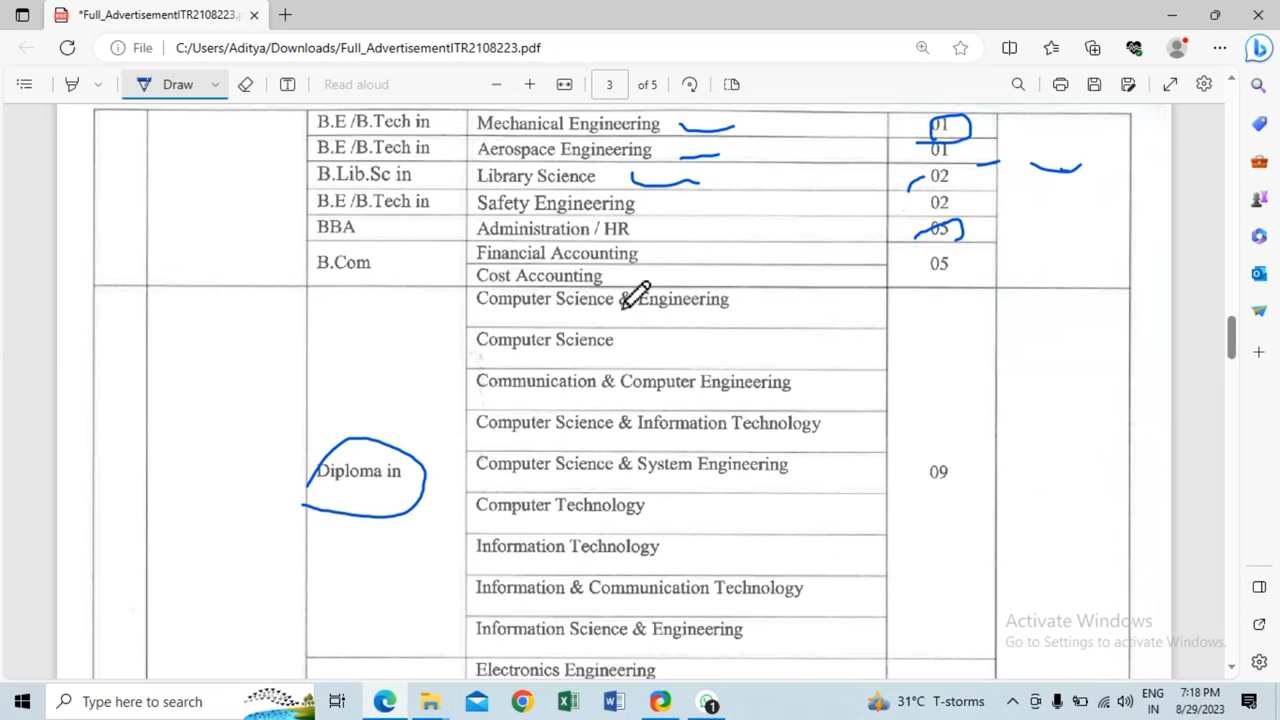 *Full_AdvertisementITR2108223.p
File C:/Users/Aditya/Downloads/Full_AdvertisementITR2108223.pdf
Draw Read aloud 3 of 5
B.E /B.Tech in Mechanical Engineering 01
B.E /B.Tech in Aerospace Engineering 01
B.Lib.Sc in Library Science 02
B.E /B.Tech in Safety Engineering 02
BBA Administration / HR
B.Com Financial Accounting 05
Cost Accounting
Computer Science & Engineering
Computer Science
Communication & Computer Engineering
Computer Science & Information Technology
Diploma in Computer Science & System Engineering 09
Computer Technology
Information Technology
Information & Communication Technology
Information Science & Engineering
Electronics Engineering
Activate Windows
Go to Settings to activate Windows.
Type here to search 31°C T-storms ENG 7:18 PM
IN 8/29/2023